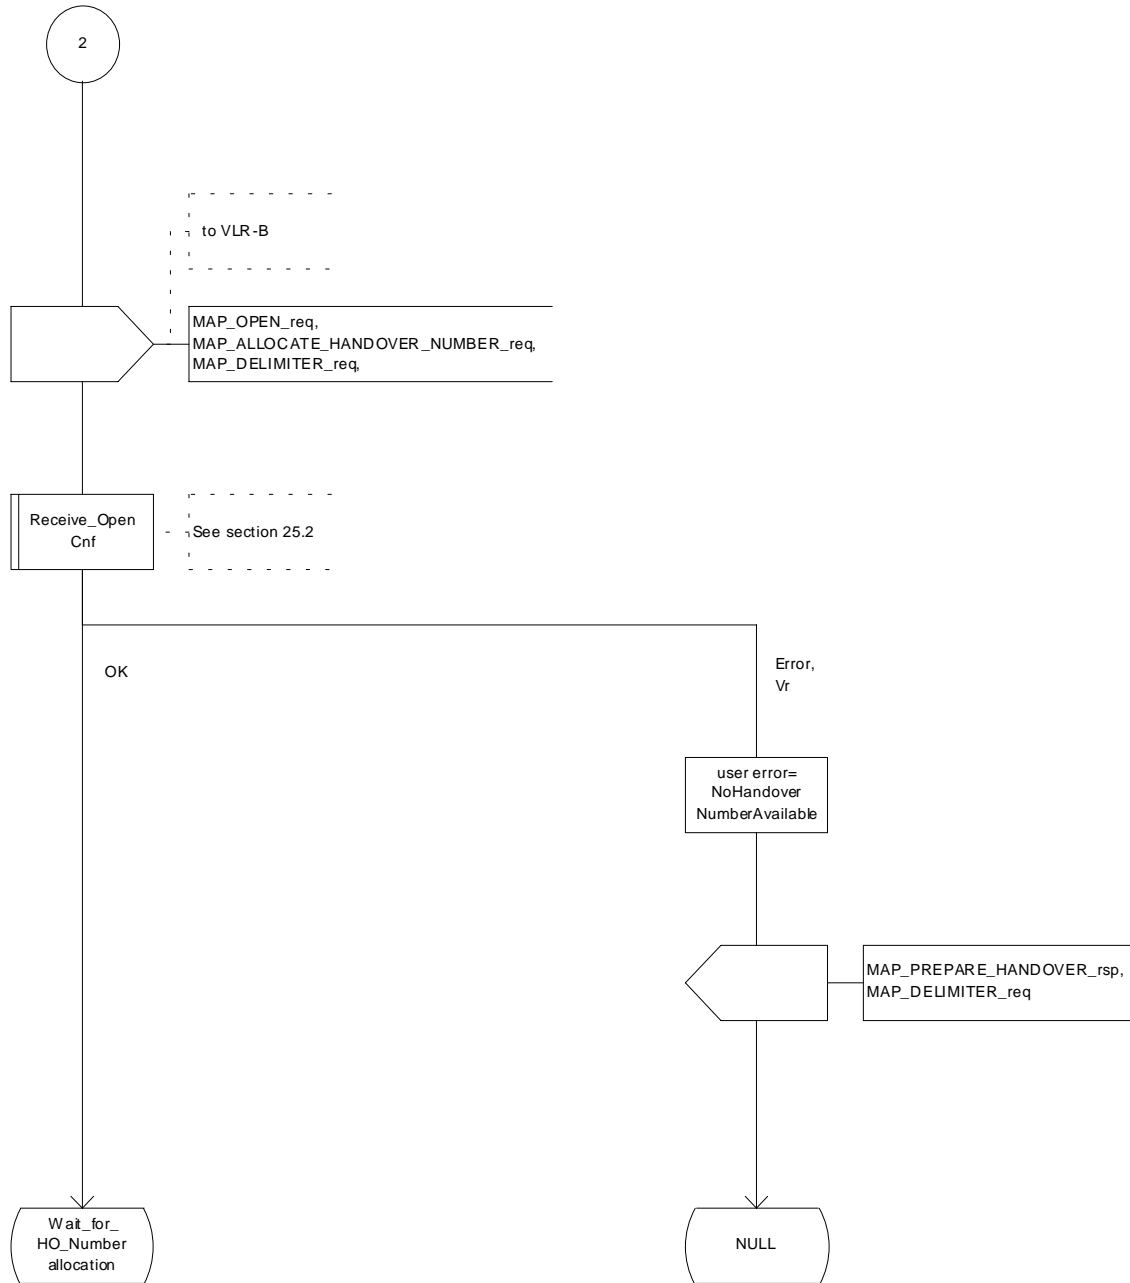 2
to VLR-B
MAP_OPEN_req,
MAP_ALLOCATE_HANDOVER_NUMBER_req,
MAP_DELIMITER_req,
Receive_Open
Cnf
See section 25.2
OK
Error,
Vr
user error=
NoHandover
NumberAvailable
MAP_PREPARE_HANDOVER_rsp,
MAP_DELIMITER_req
Wait_for_
HO_Number
allocation
NULL